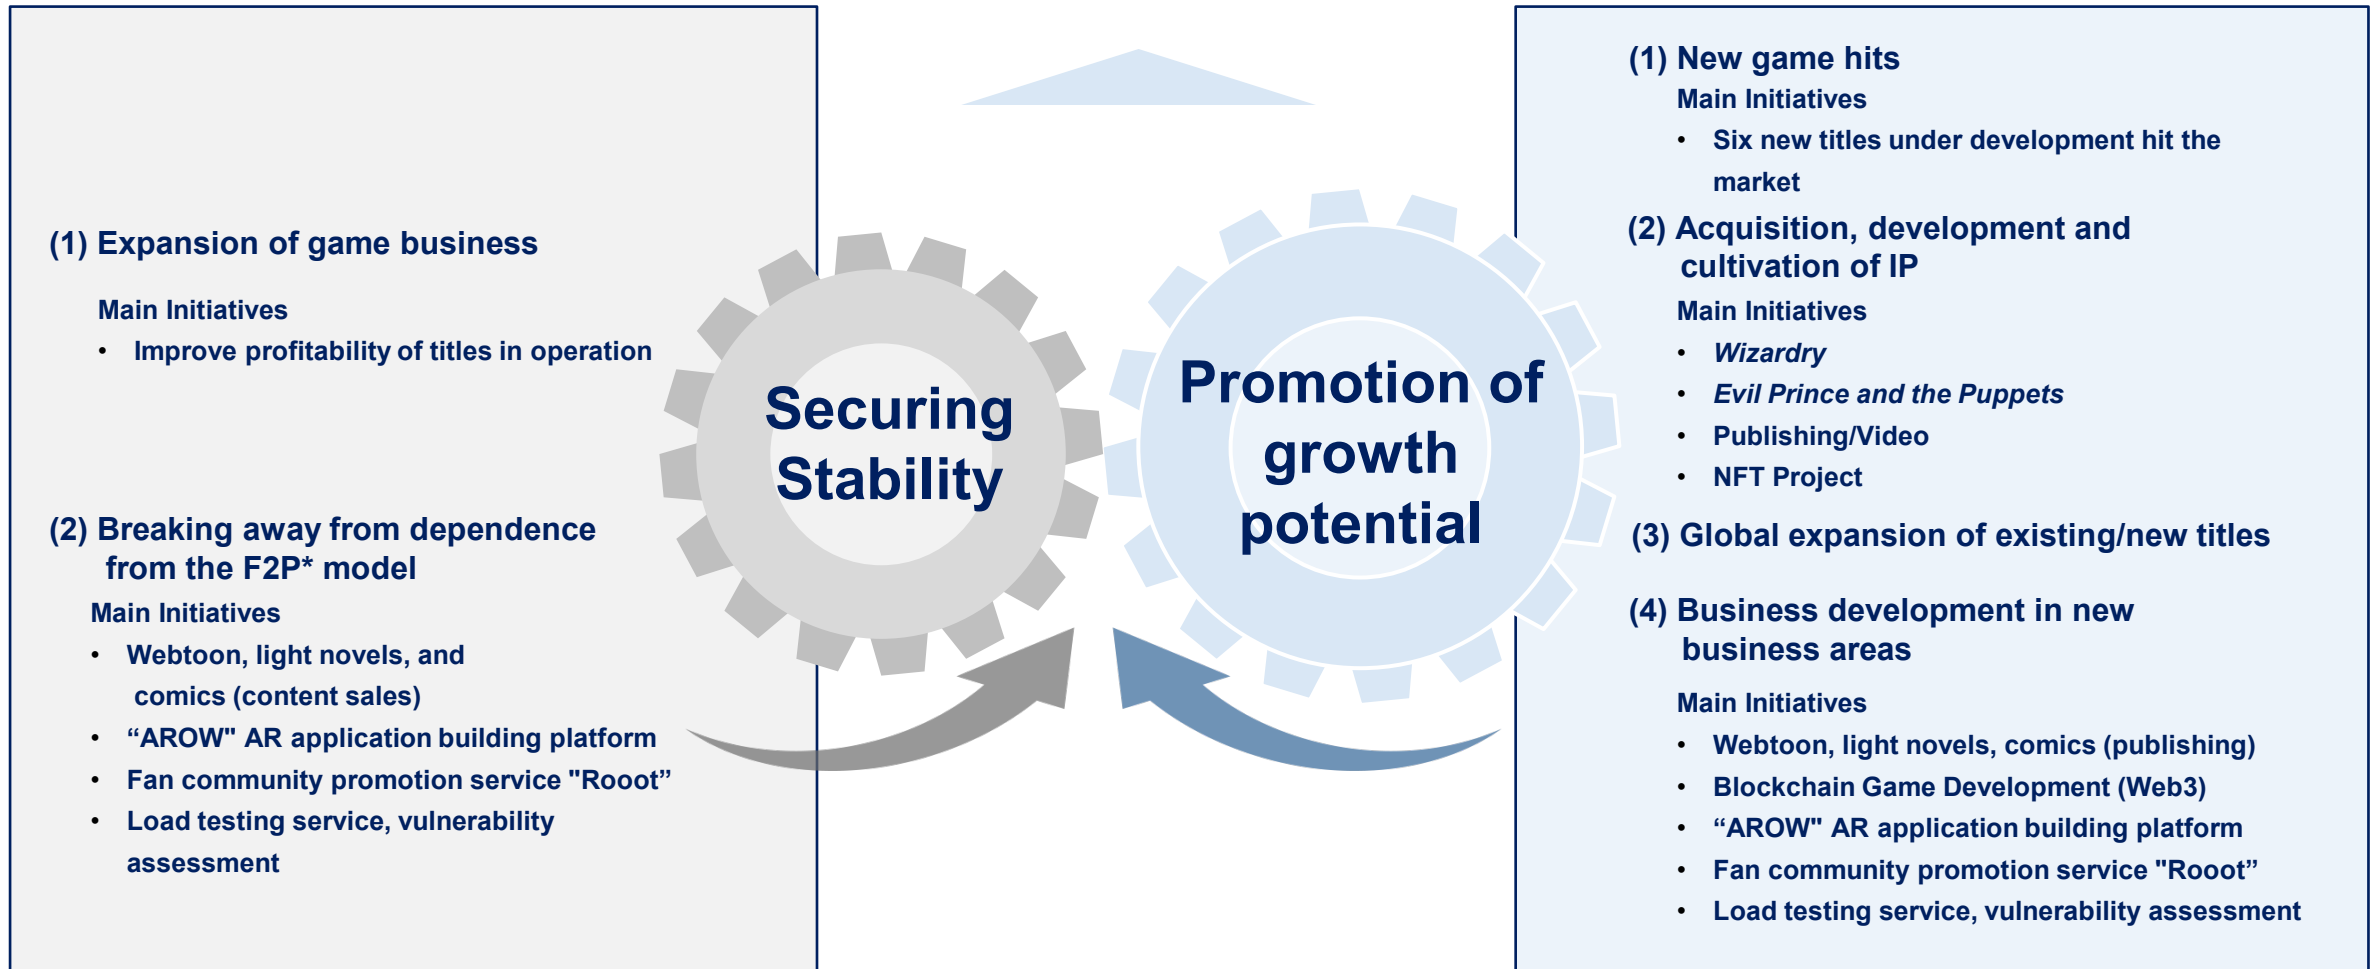 (1) Expansion of game business
Main Initiatives
• Improve profitability of titles in operation
(2) Breaking away from dependence
from the F2P* model
Main Initiatives
• Webtoon, light novels, and
comics (content sales)
• “AROW" AR application building platform
• Fan community promotion service "Rooot”
• Load testing service, vulnerability
assessment
Securing
Stability
Promotion of
growth
potential
(1) New game hits
Main Initiatives
• Six new titles under development hit the
market
(2) Acquisition, development and
cultivation of IP
Main Initiatives
• Wizardry
• Evil Prince and the Puppets
• Publishing/Video
• NFT Project
(3) Global expansion of existing/new titles
(4) Business development in new
business areas
Main Initiatives
• Webtoon, light novels, comics (publishing)
• Blockchain Game Development (Web3)
• “AROW" AR application building platform
• Fan community promotion service "Rooot”
• Load testing service, vulnerability assessment